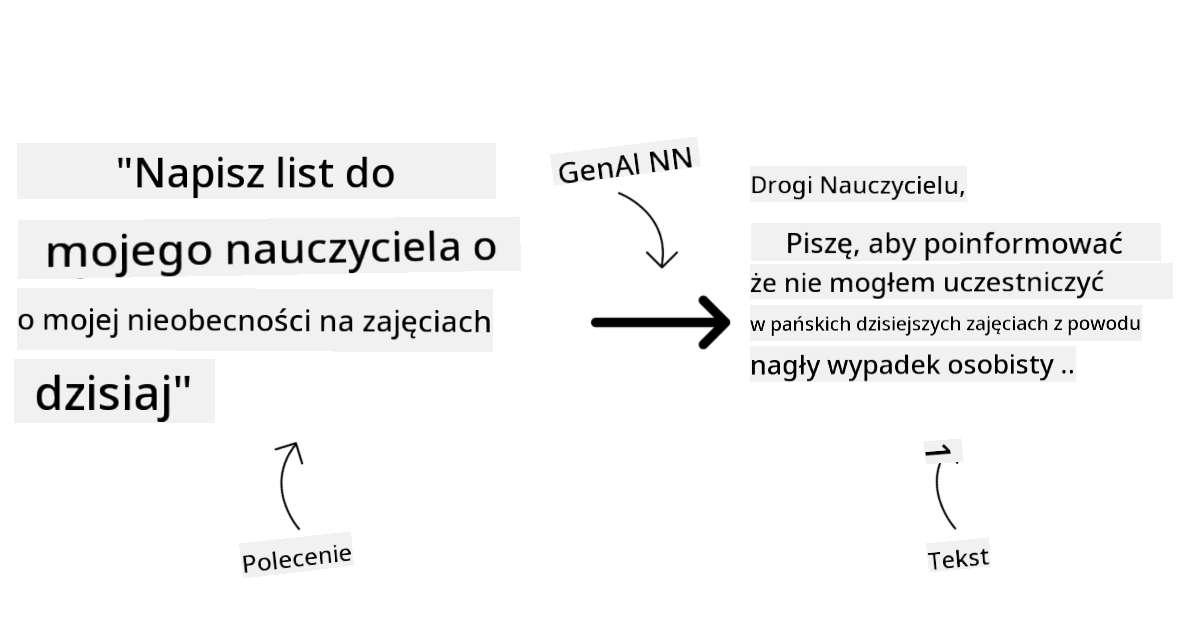 "Napisz list do
mojego nauczyciela o
o mojej nieobecności na zajęciach
dzisiaj"
Polecenie
GenAI NN
Drogi Nauczycielu,
Piszę, aby poinformować
że nie mogłem uczestniczyć
w pańskich dzisiejszych zajęciach z powodu
nagły wypadek osobisty ..
Tekst